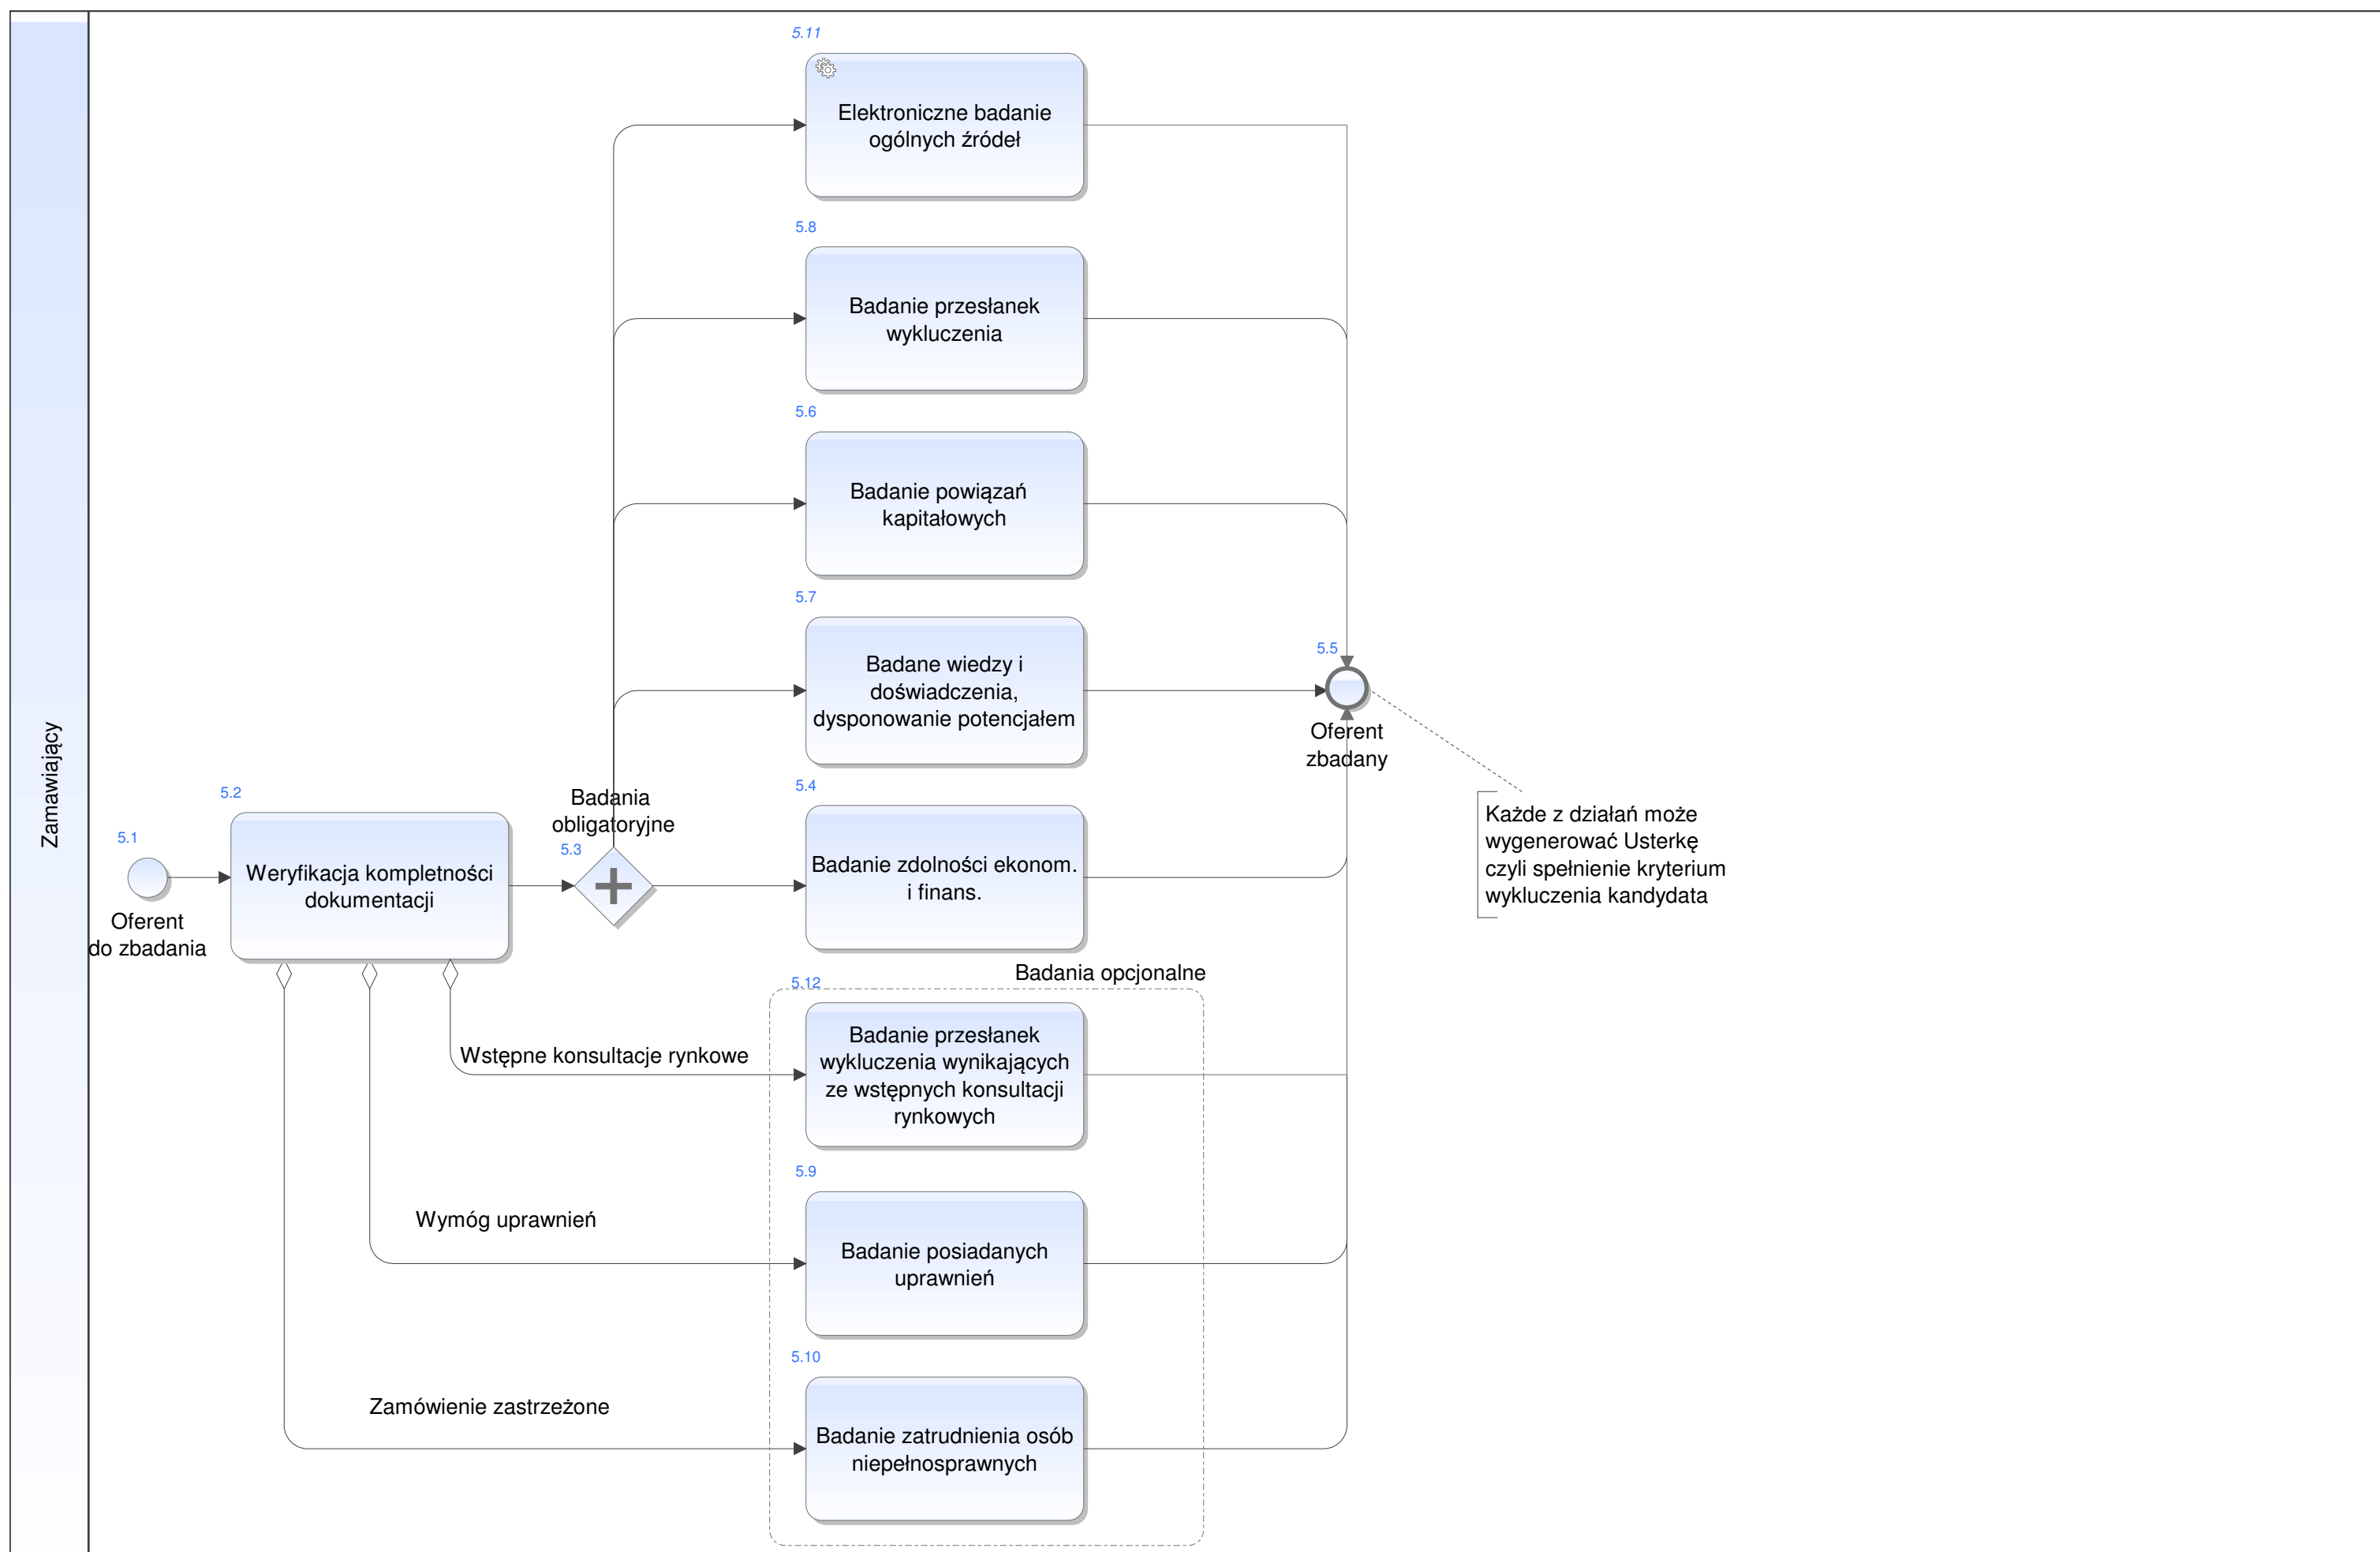 Zamawiający
5.11
Elektroniczne badanie
ogólnych źródeł
5.8
Badanie przesłanek
wykluczenia
5.6
Badanie powiązań
kapitałowych
5.7
Badane wiedzy i
doświadczenia,
dysponowanie potencjałem
5.5
Oferent
zbadany
Każde z działań może
wygenerować Usterkę
czyli spełnienie kryterium
wykluczenia kandydata
5.1
Oferent
do zbadania
5.2
Weryfikacja kompletności
dokumentacji
Badania
obligatoryjne
5.3
5.4
Badanie zdolności ekonom.
i finans.
Badania opcjonalne
5.12
Wstępne konsultacje rynkowe
Badanie przesłanek
wykluczenia wynikających
ze wstępnych konsultacji
rynkowych
5.9
Wymóg uprawnień
Badanie posiadanych
uprawnień
5.10
Zamówienie zastrzeżone
Badanie zatrudnienia osób
niepełnosprawnych